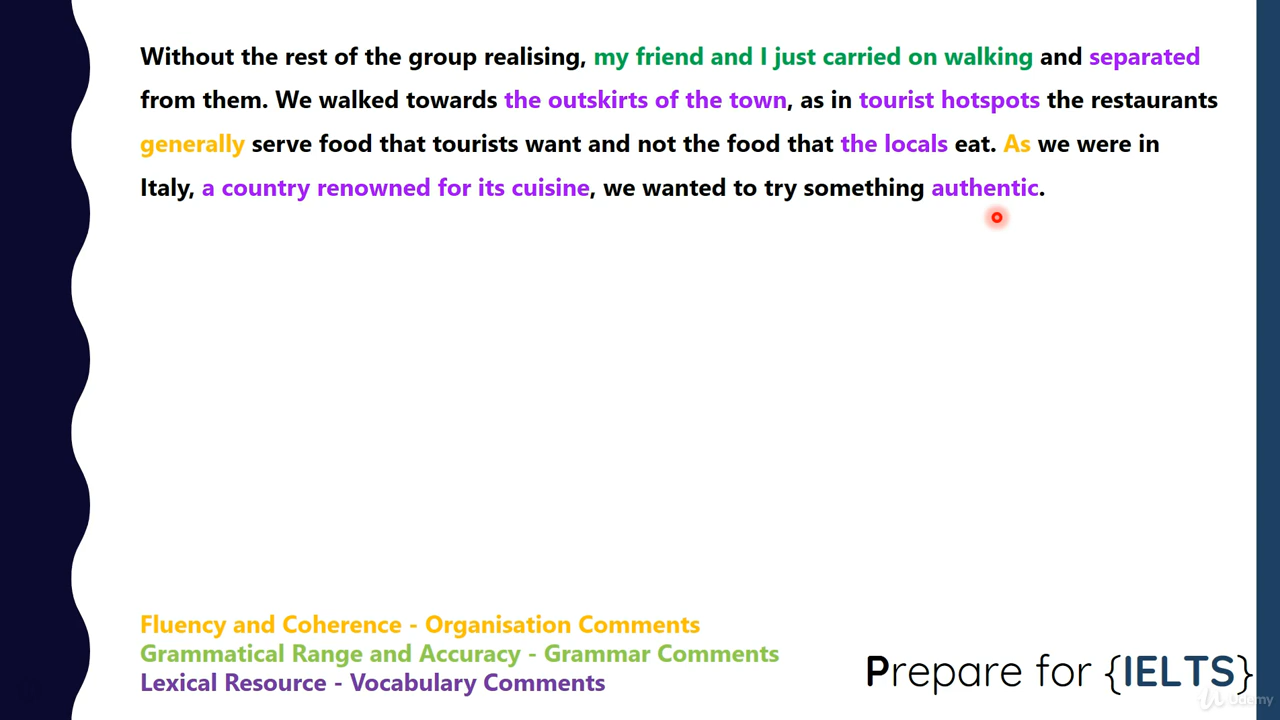 Without the rest of the group realising, my friend and I just carried on walking and separated
from them. We walked towards the outskirts of the town, as in tourist hotspots the restaurants
generally serve food that tourists want and not the food that the locals eat. As we were in
Italy, a country renowned for its cuisine, we wanted to try something authentic.
Fluency and Coherence - Organisation Comments
Grammatical Range and Accuracy - Grammar Comments
Lexical Resource - Vocabulary Comments
Prepare for {IELTS}
Udemy